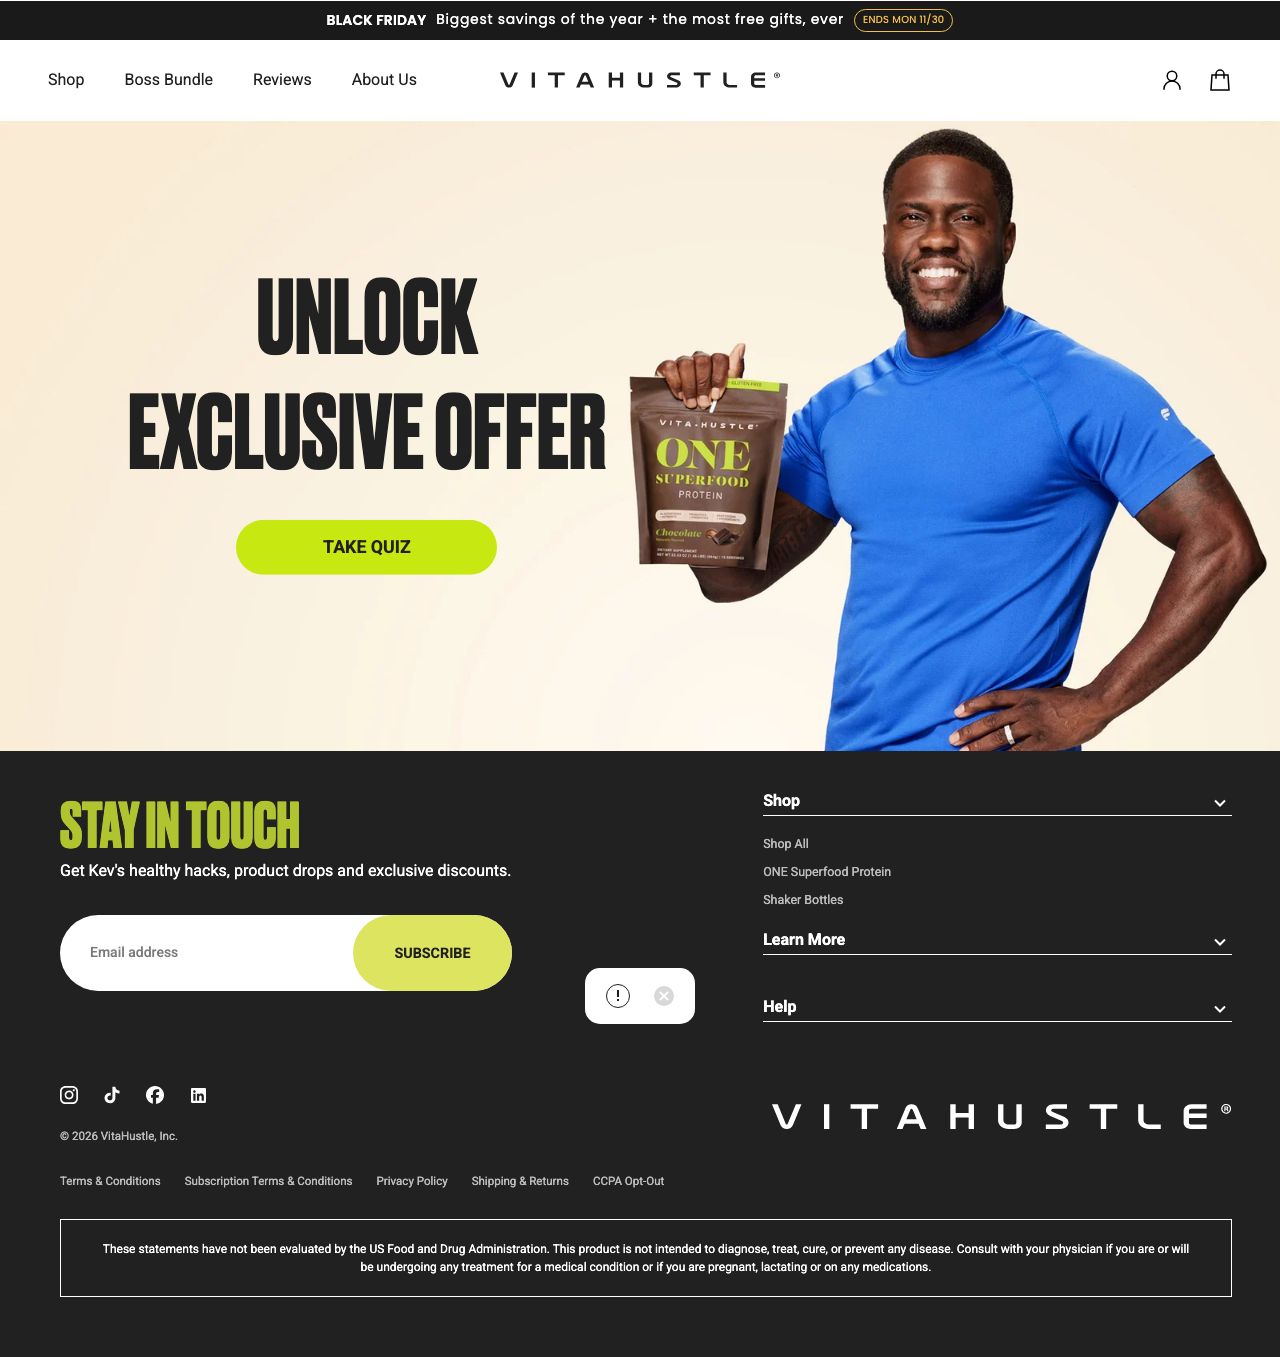 BLACK FRIDAY Biggest savings of the year + the most free gifts, ever ENDS MON 11/30
Shop Boss Bundle Reviews About Us VITAHUSTLE®
UNLOCK
EXCLUSIVE OFFER
TAKE QUIZ
GLUTEN FREE
VITA-HUSTLE®
ONE
SUPERFOOD
PROTEIN
Chocolate
Naturally Flavored
DIETARY SUPPLEMENT
STAY IN TOUCH
Get Kev's healthy hacks, product drops and exclusive discounts.
Email address SUBSCRIBE
Shop
Shop All
ONE Superfood Protein
Shaker Bottles
Learn More
Help
VITAHUSTLE®
© 2026 VitaHustle, Inc.
Terms & Conditions Subscription Terms & Conditions Privacy Policy Shipping & Returns CCPA Opt-Out
These statements have not been evaluated by the US Food and Drug Administration. This product is not intended to diagnose, treat, cure, or prevent any disease. Consult with your physician if you are or will
be undergoing any treatment for a medical condition or if you are pregnant, lactating or on any medications.